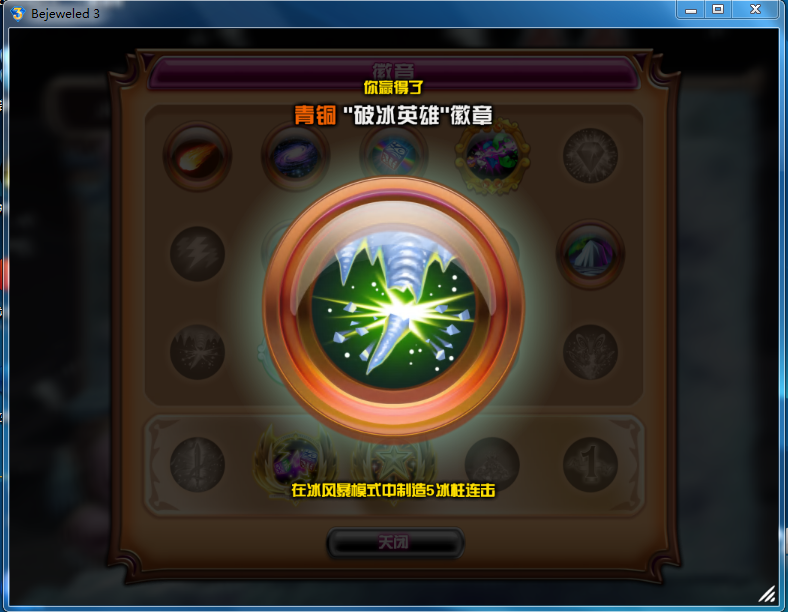 Bejeweled 3
徽章
你赢得了
青铜 "破冰英雄"徽章
在冰风暴模式中制造5冰柱连击
关闭